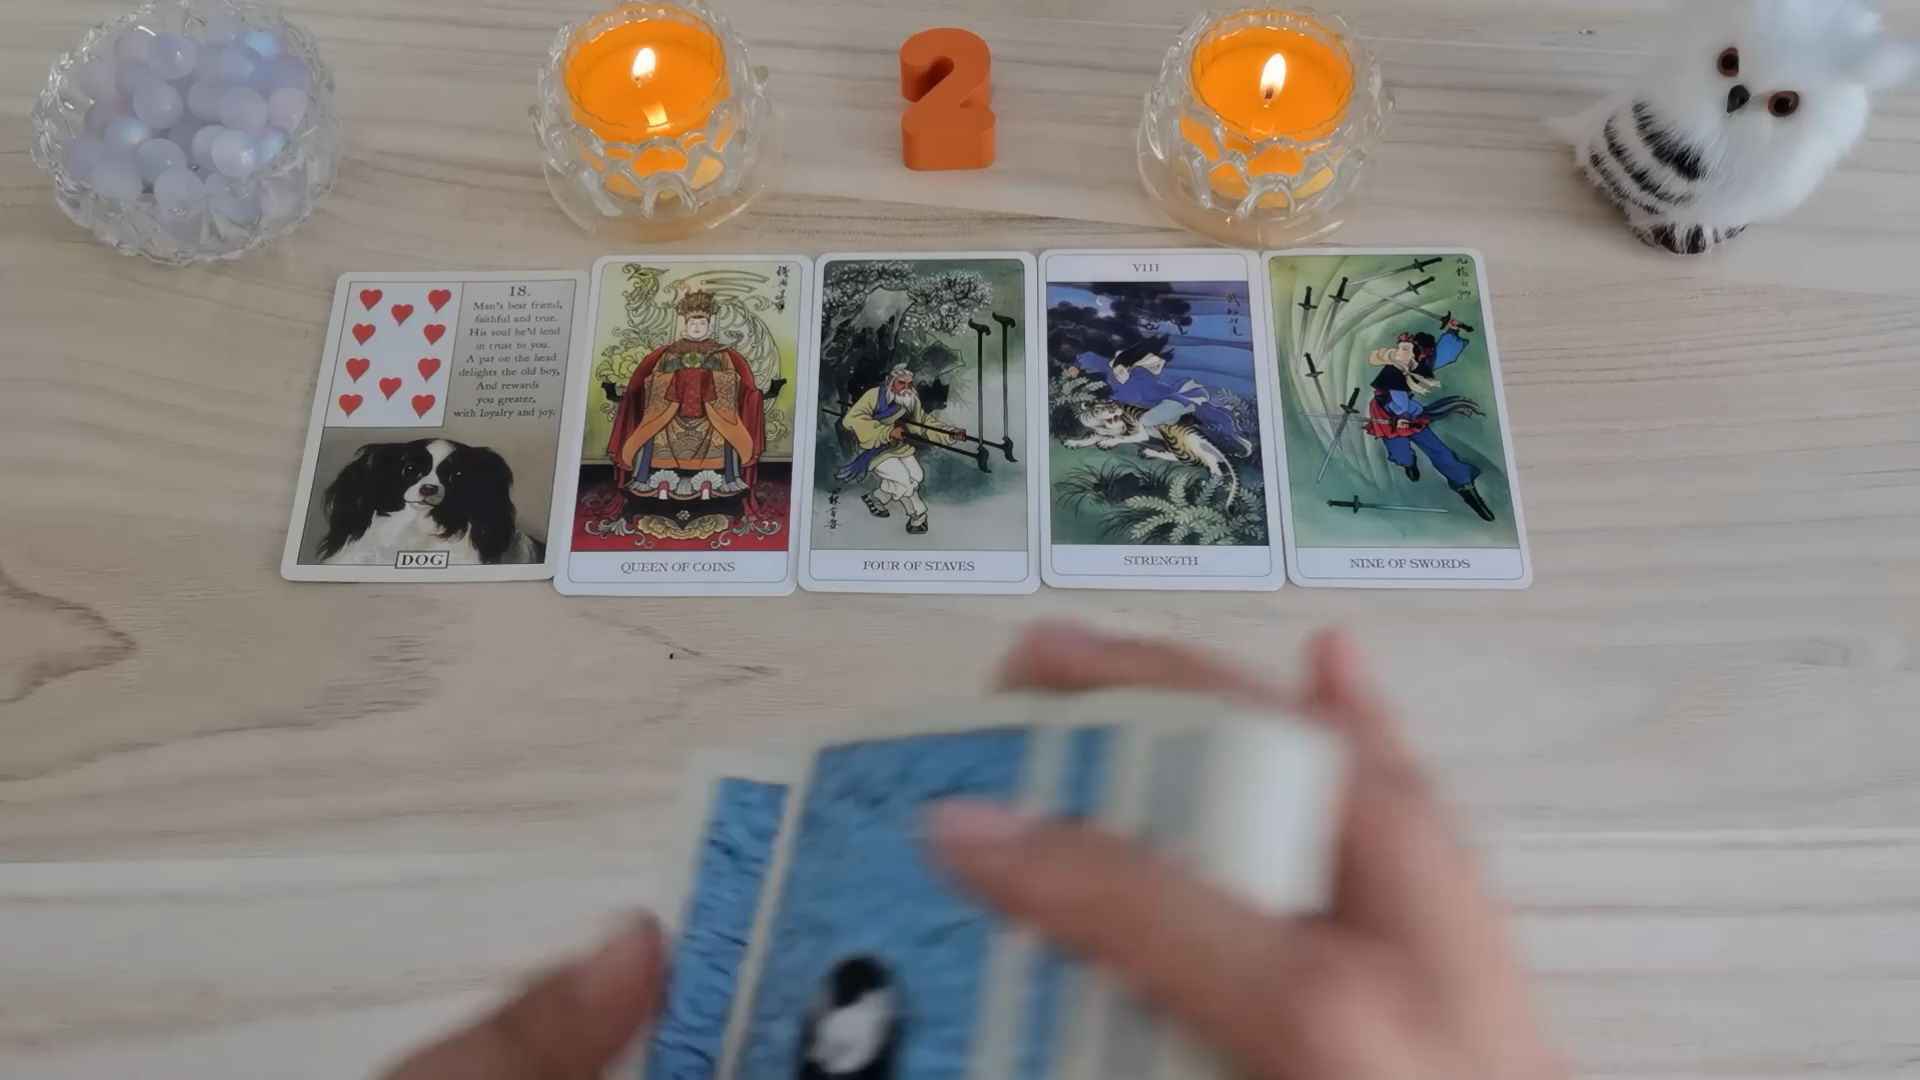 2
18.
Man's best friend,
faithful and true.
His soul he'd lend
in trust to you.
A pat on the head
delights the old boy,
And rewards
you greater,
with loyalty and joy.
DOG
QUEEN OF COINS
FOUR OF STAVES
VIII
STRENGTH
NINE OF SWORDS